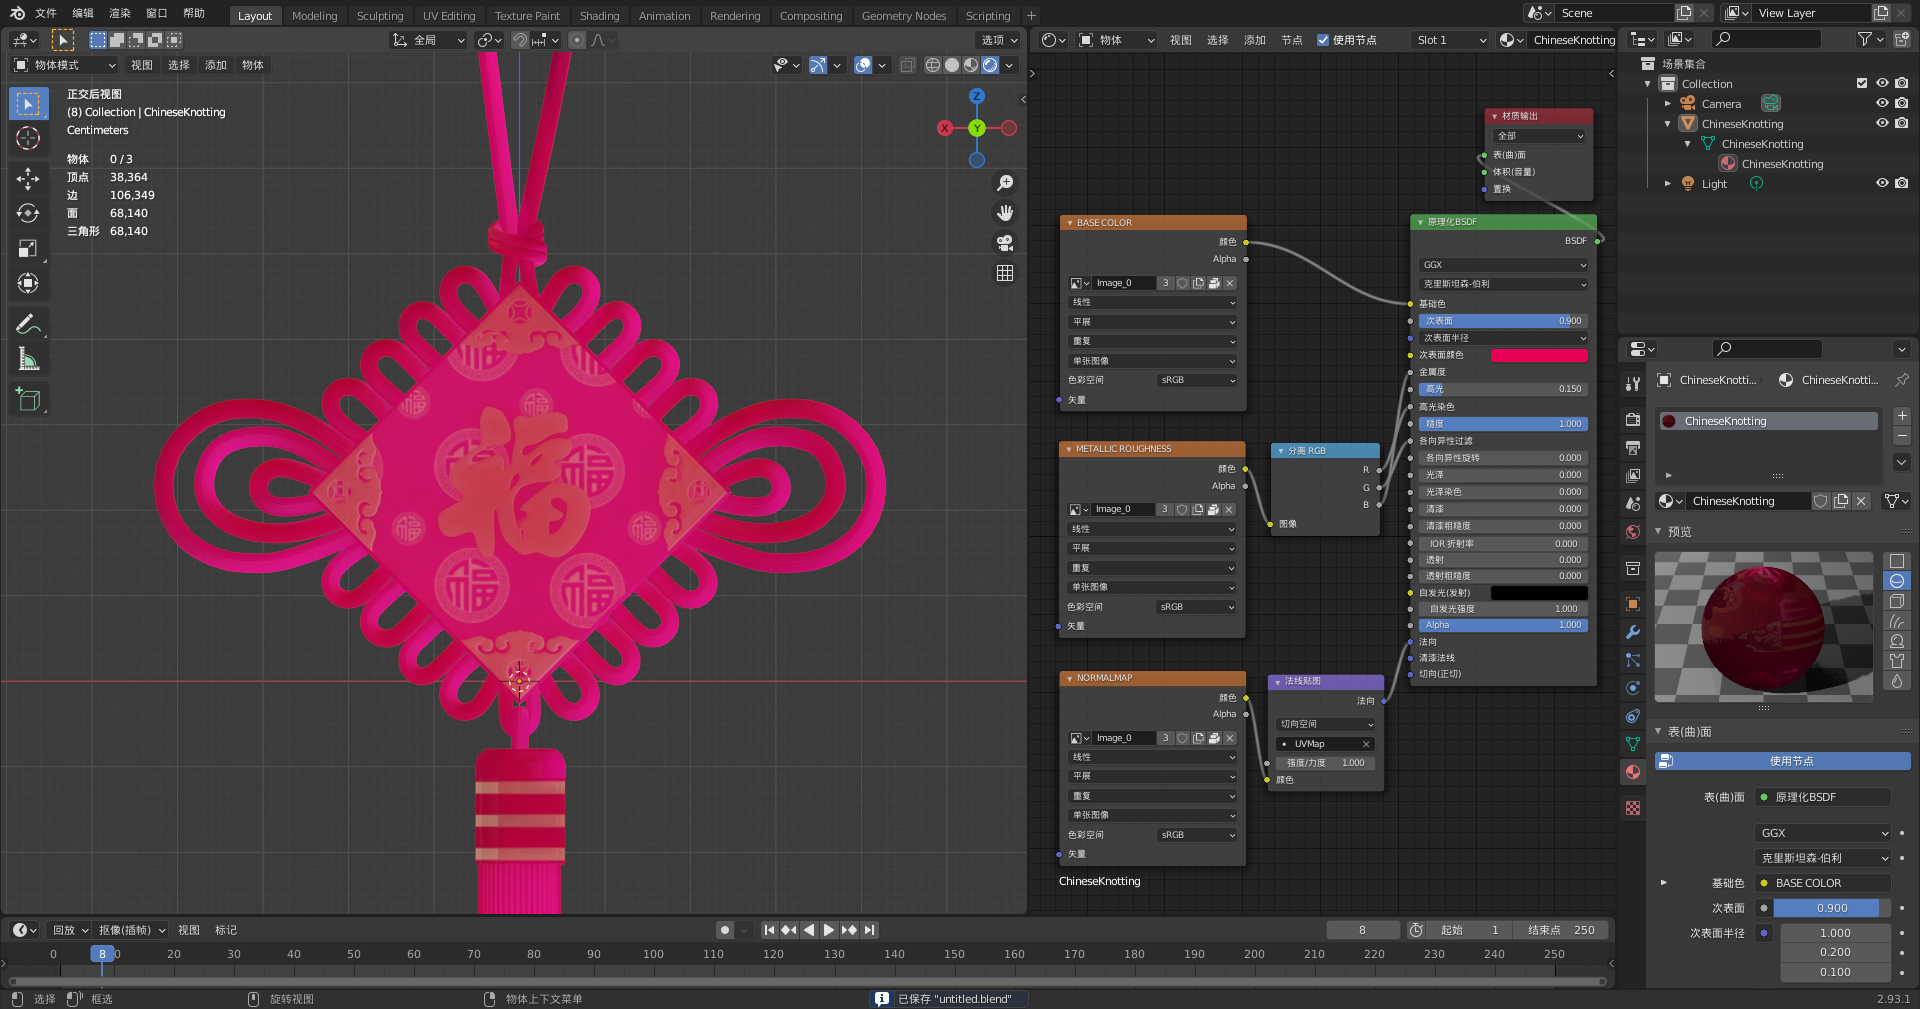 文件 编辑 渲染 窗口 帮助 Layout Modeling Sculpting UV Editing Texture Paint Shading Animation Rendering Compositing Geometry Nodes Scripting + Scene View Layer
全局 选项
物体模式 视图 选择 添加 物体
正交后视图
(8) Collection | ChineseKnotting
Centimeters
物体 0 / 3
顶点 38,364
边 106,349
面 68,140
三角形 68,140
Z
X
Y
福
福
福
福
福
福
福
福
福
福
福
物体 视图 选择 添加 节点 使用节点 Slot 1 ChineseKnotting
材质输出
全部
表(曲)面
体积(音量)
置换
BASE COLOR
颜色
Alpha
Image_0 3
线性
平展
重复
单张图像
色彩空间 sRGB
矢量
METALLIC ROUGHNESS
颜色
Alpha
Image_0 3
线性
平展
重复
单张图像
色彩空间 sRGB
矢量
分离 RGB
R
G
B
图像
NORMALMAP
颜色
Alpha
Image_0 3
线性
平展
重复
单张图像
色彩空间 sRGB
矢量
法线贴图
法向
切向空间
UVMap
强度/力度 1.000
颜色
原理化BSDF
BSDF
GGX
克里斯坦森-伯利
基础色
次表面 0.900
次表面半径
次表面颜色
金属度
高光 0.150
高光染色
糙度 1.000
各向异性过滤
各向异性旋转 0.000
光泽 0.000
光泽染色 0.000
清漆 0.000
清漆粗糙度 0.000
IOR 折射率 0.000
透射 0.000
透射粗糙度 0.000
自发光(发射)
自发光强度 1.000
Alpha 1.000
法向
清漆法线
切向(正切)
ChineseKnotting
场景集合
Collection
Camera
ChineseKnotting
ChineseKnotting
ChineseKnotting
Light
ChineseKnotti... ChineseKnotti...
ChineseKnotting
ChineseKnotting
预览
表(曲)面
使用节点
表(曲)面 原理化BSDF
GGX
克里斯坦森-伯利
基础色 BASE COLOR
次表面 0.900
次表面半径 1.000
0.200
0.100
回放 抠像(插帧) 视图 标记 8 起始 1 结束点 250
0 8 20 30 40 50 60 70 80 90 100 110 120 130 140 150 160 170 180 190 200 210 220 230 240 250
选择 框选 旋转视图 物体上下文菜单 已保存 "untitled.blend" 2.93.1